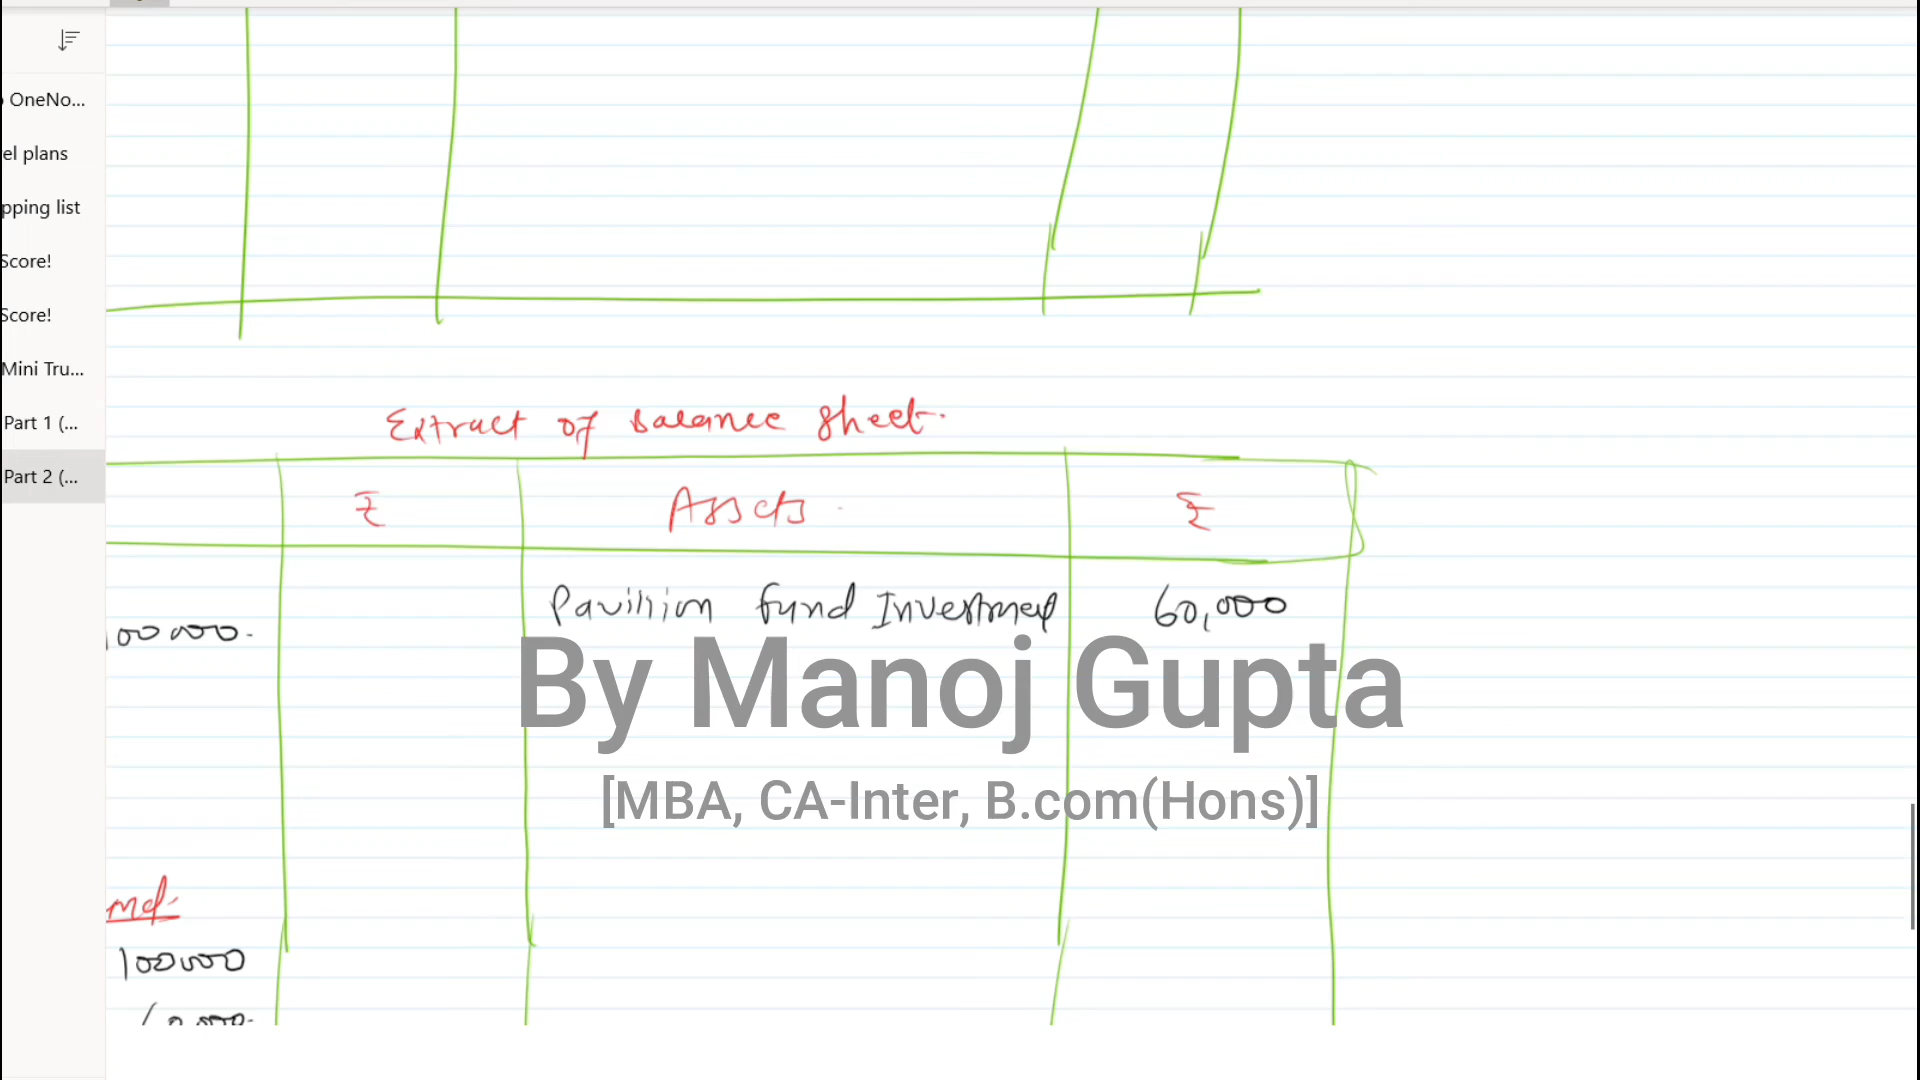 OneNo...
el plans
pping list
Score!
Score!
Mini Tru...
Part 1 (...
Part 2 (...
Extract of Balance Sheet.
₹ Assets ₹
Pavilion Fund Investment 60,000
100000.
By Manoj Gupta
[MBA, CA-Inter, B.com(Hons)]
100000